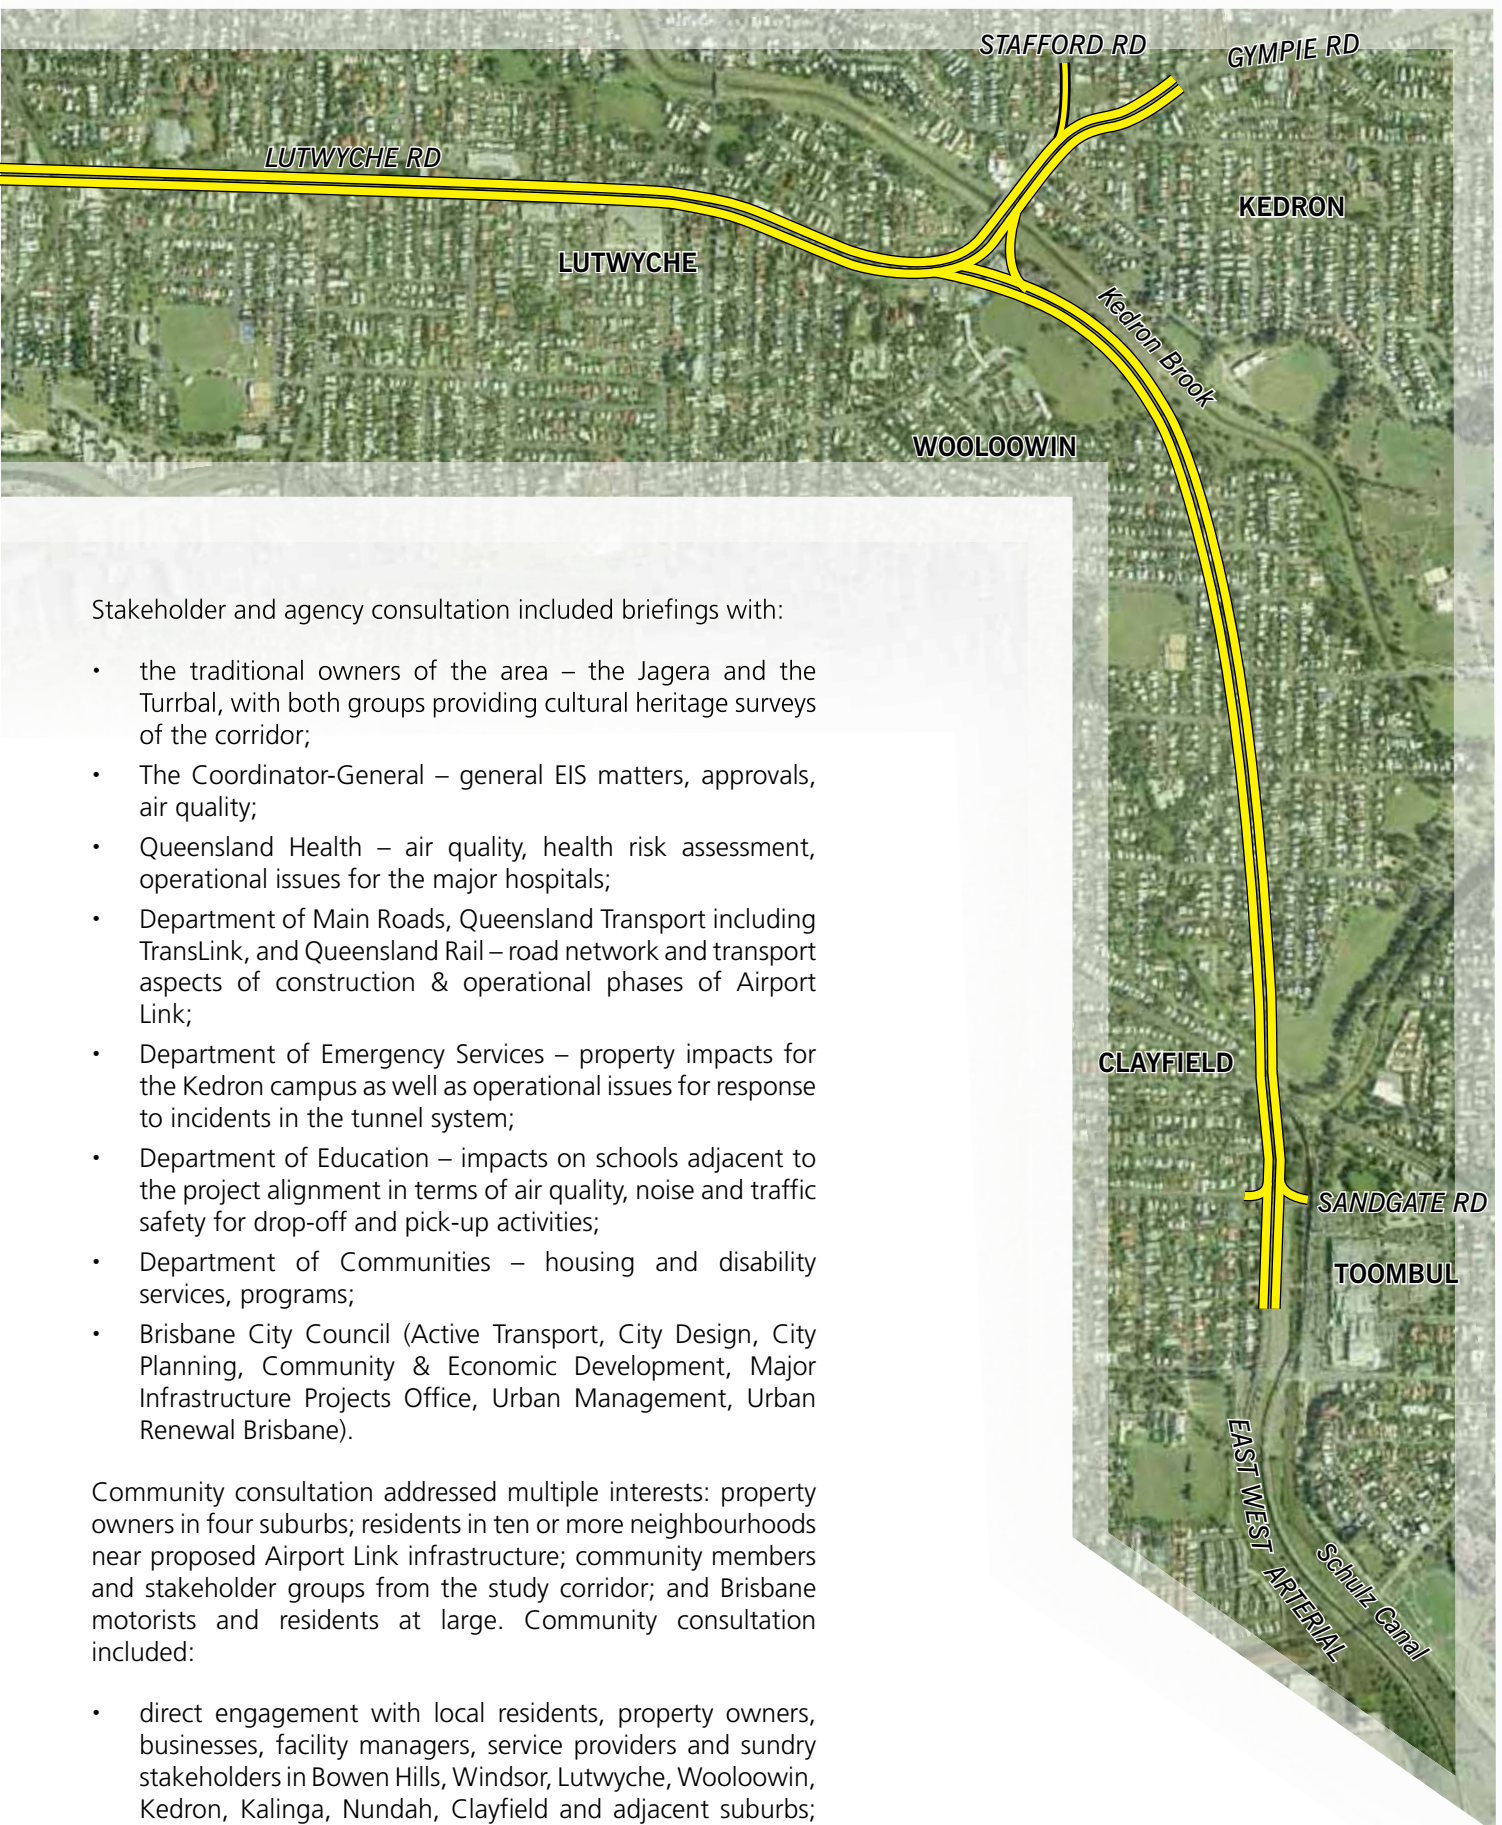 STAFFORD RD
GYMPIE RD
LUTWYCHE RD
KEDRON
LUTWYCHE
Kedron Brook
WOOLOOWIN
Stakeholder and agency consultation included briefings with:
• the traditional owners of the area – the Jagera and the
Turrbal, with both groups providing cultural heritage surveys
of the corridor;
• The Coordinator-General – general EIS matters, approvals,
air quality;
• Queensland Health – air quality, health risk assessment,
operational issues for the major hospitals;
• Department of Main Roads, Queensland Transport including
TransLink, and Queensland Rail – road network and transport
aspects of construction & operational phases of Airport
Link;
• Department of Emergency Services – property impacts for
the Kedron campus as well as operational issues for response
to incidents in the tunnel system;
• Department of Education – impacts on schools adjacent to
the project alignment in terms of air quality, noise and traffic
safety for drop-off and pick-up activities;
• Department of Communities – housing and disability
services, programs;
• Brisbane City Council (Active Transport, City Design, City
Planning, Community & Economic Development, Major
Infrastructure Projects Office, Urban Management, Urban
Renewal Brisbane).
Community consultation addressed multiple interests: property
owners in four suburbs; residents in ten or more neighbourhoods
near proposed Airport Link infrastructure; community members
and stakeholder groups from the study corridor; and Brisbane
motorists and residents at large. Community consultation
included:
• direct engagement with local residents, property owners,
businesses, facility managers, service providers and sundry
stakeholders in Bowen Hills, Windsor, Lutwyche, Wooloowin,
Kedron, Kalinga, Nundah, Clayfield and adjacent suburbs;
CLAYFIELD
SANDGATE RD
TOOMBUL
EAST WEST ARTERIAL
Schulz Canal